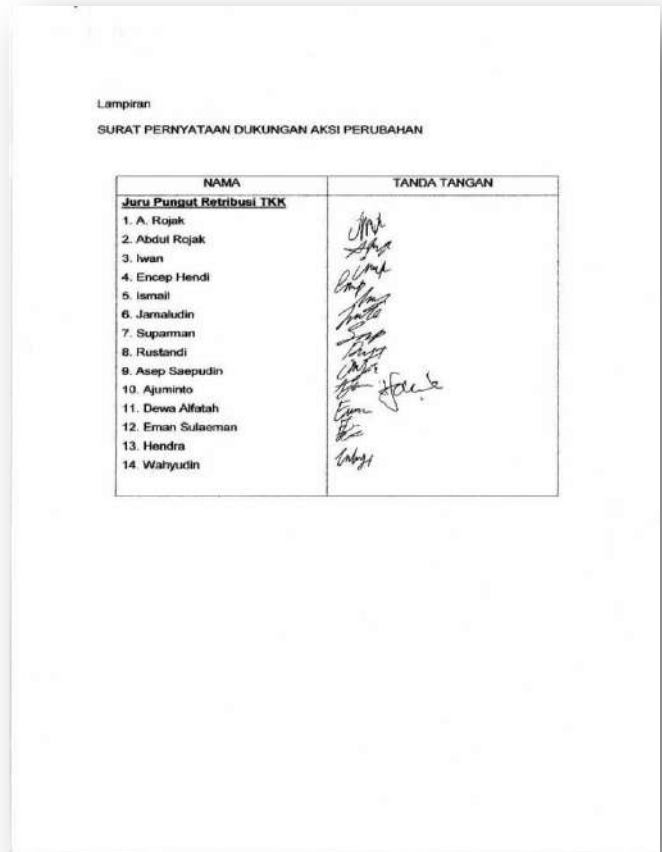 Lampiran
SURAT PERNYATAAN DUKUNGAN AKSI PERUBAHAN
NAMA TANDA TANGAN
Juru Pungut Retribusi TKK
1. A. Rojak
2. Abdul Rojak
3. Iwan
4. Encep Hendi
5. Ismail
6. Jamaludin
7. Suparman
8. Rustandi
9. Asep Saepudin
10. Ajuminto
11. Dewa Alfatah
12. Eman Sulaeman
13. Hendra
14. Wahyudin